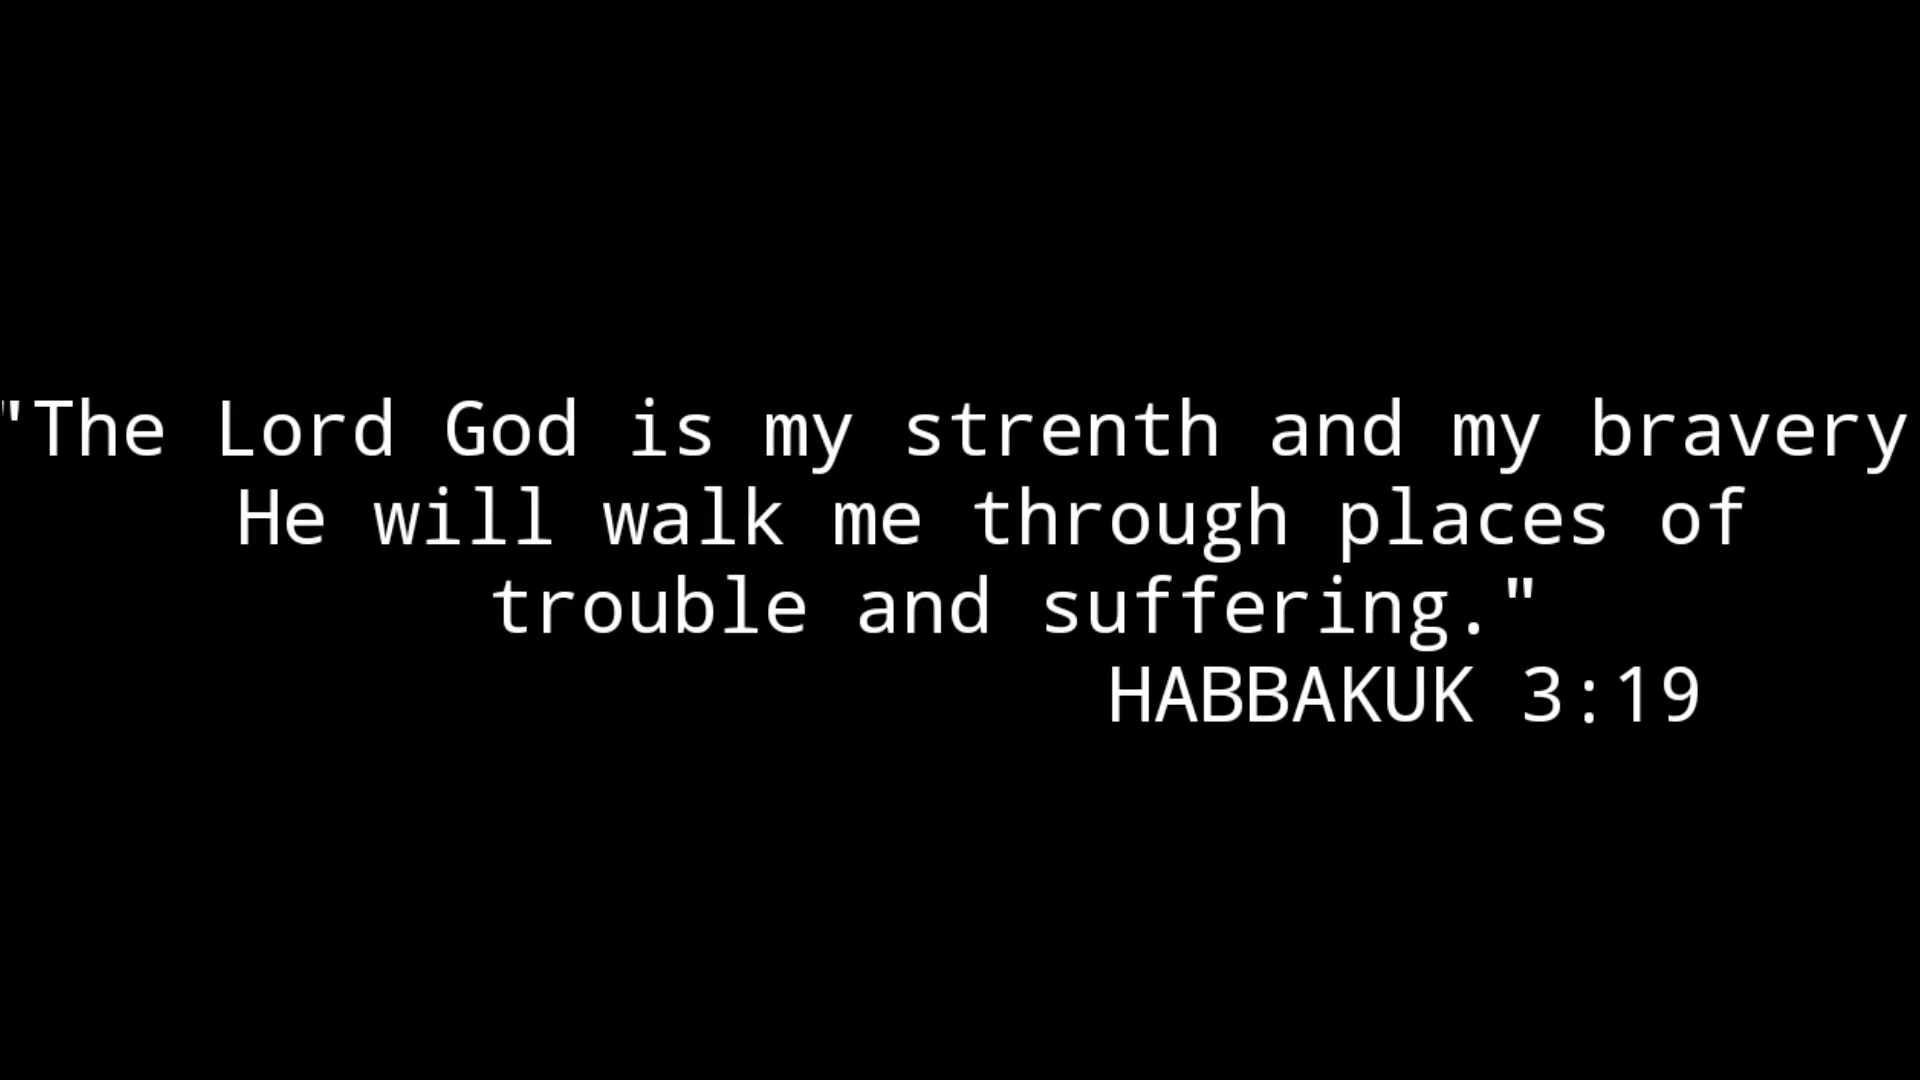 "The Lord God is my strenth and my bravery
He will walk me through places of
trouble and suffering."
HABBAKUK 3:19